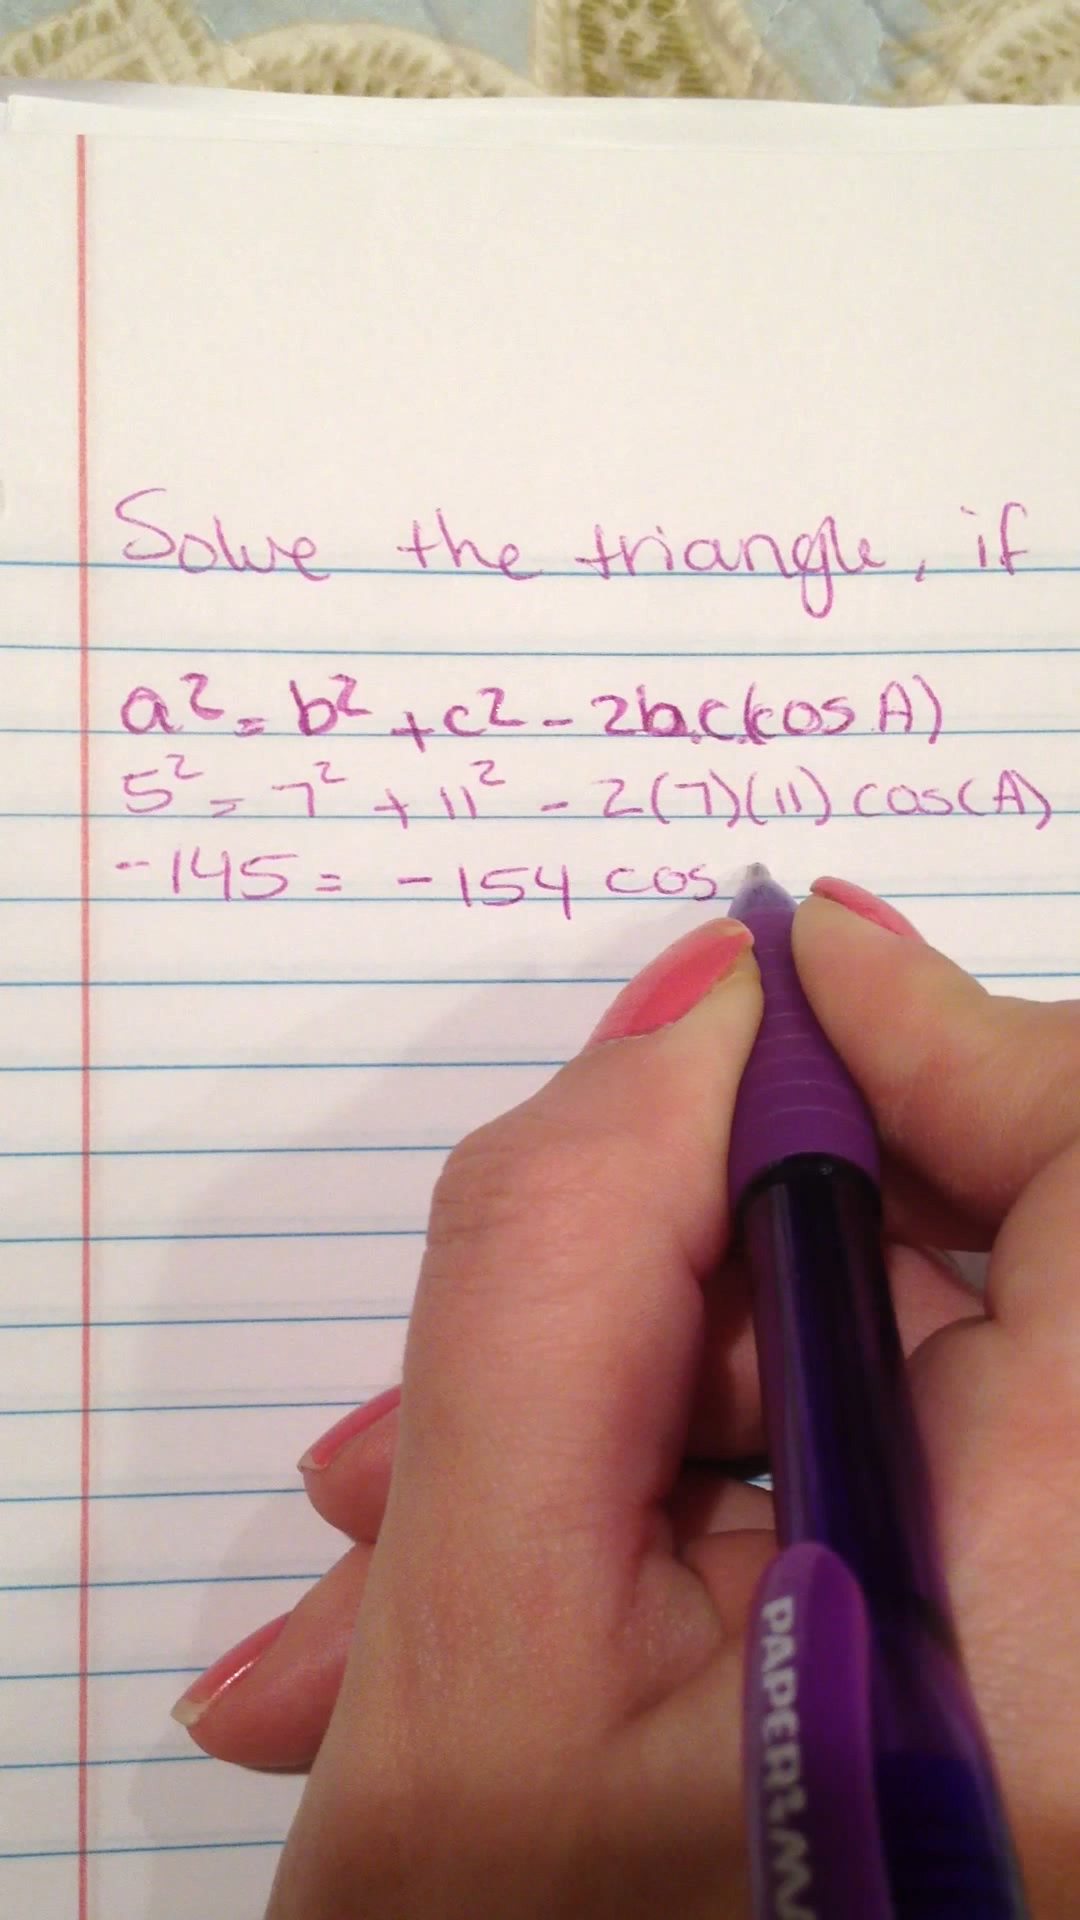 Solve the triangle, if
a² = b² + c² - 2bc(cos A)
5² = 7² + 11² - 2(7)(11) cos(A)
-145 = -154 cos
PAPER:M